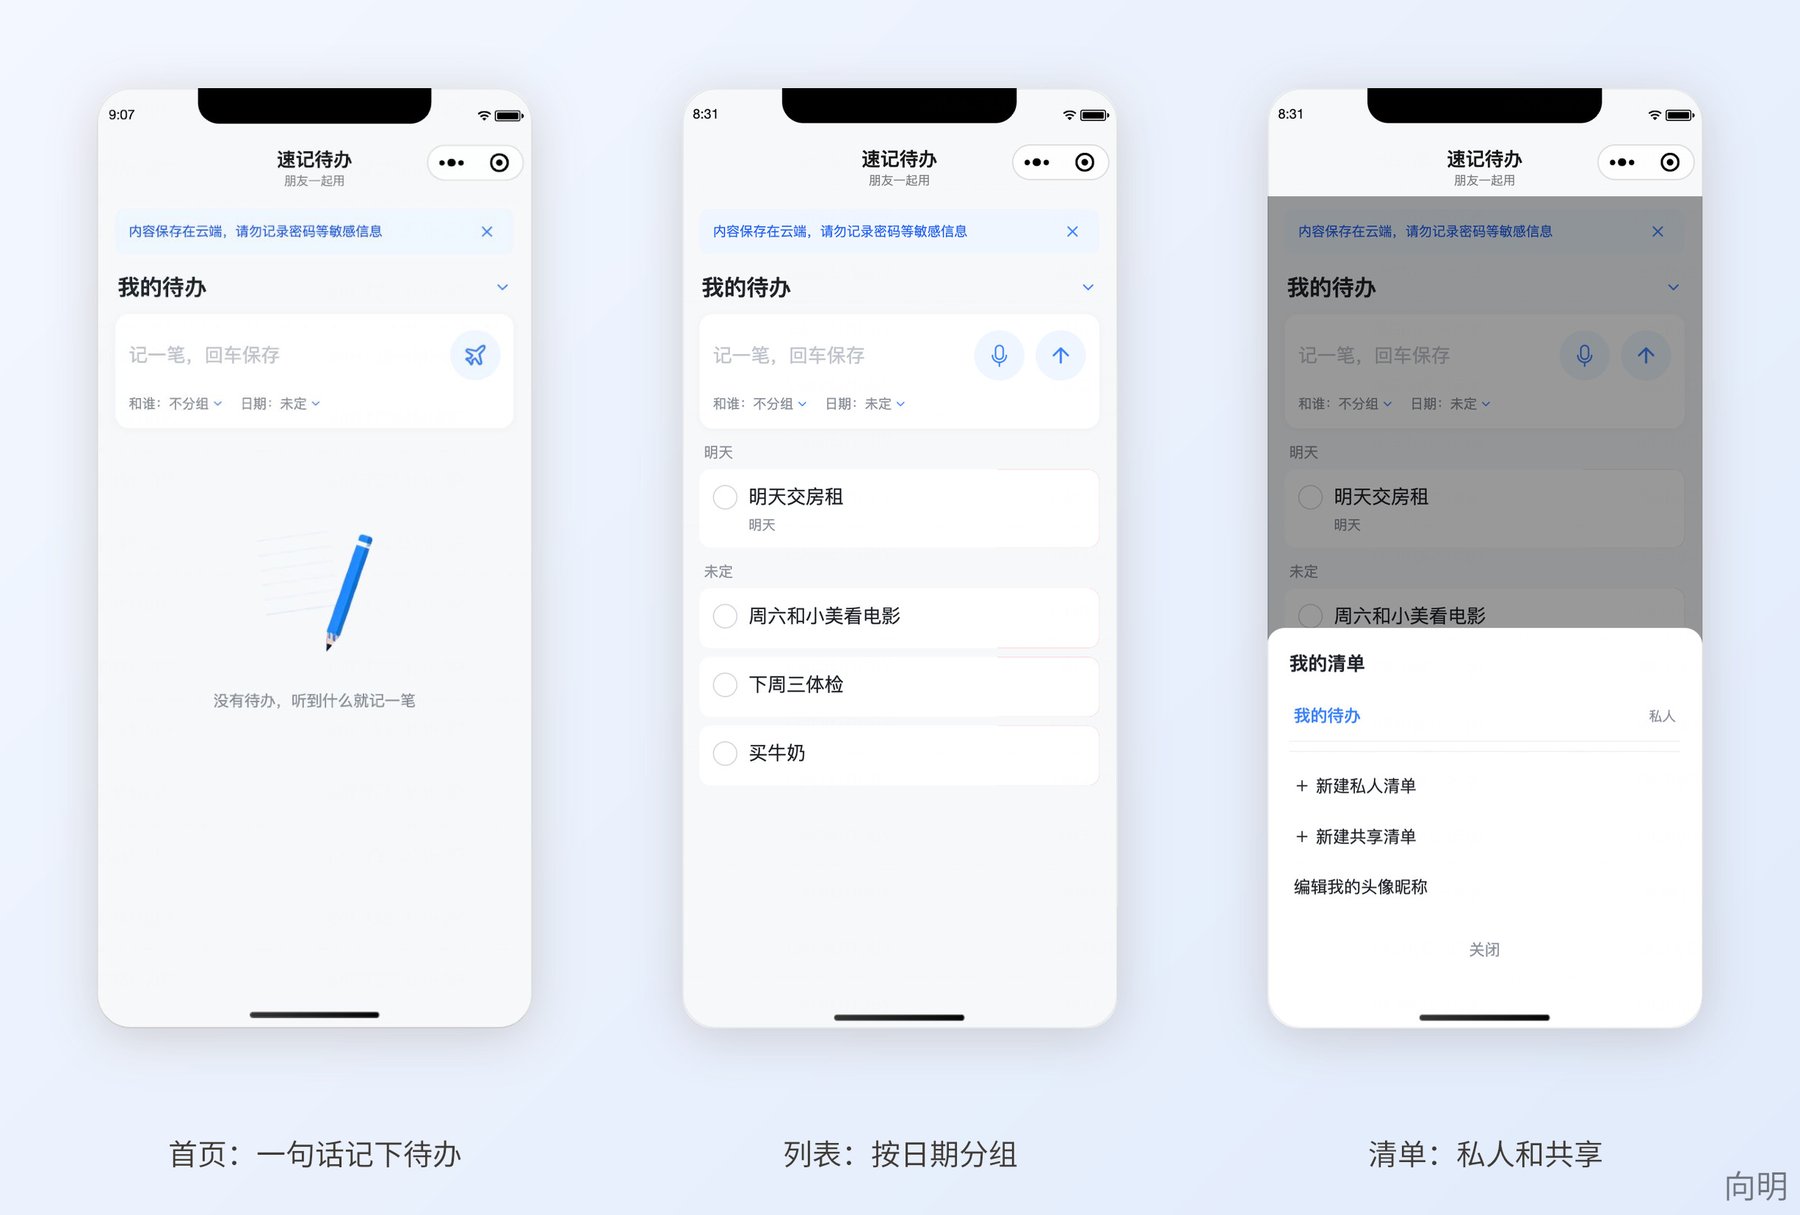 9:07
速记待办
朋友一起用
内容保存在云端，请勿记录密码等敏感信息
我的待办
记一笔，回车保存
和谁：不分组 日期：未定
没有待办，听到什么就记一笔
首页：一句话记下待办
8:31
速记待办
朋友一起用
内容保存在云端，请勿记录密码等敏感信息
我的待办
记一笔，回车保存
和谁：不分组 日期：未定
明天
明天交房租
明天
未定
周六和小美看电影
下周三体检
买牛奶
列表：按日期分组
8:31
速记待办
朋友一起用
内容保存在云端，请勿记录密码等敏感信息
我的待办
记一笔，回车保存
和谁：不分组 日期：未定
明天
明天交房租
明天
未定
周六和小美看电影
我的清单
我的待办 私人
+ 新建私人清单
+ 新建共享清单
编辑我的头像昵称
关闭
清单：私人和共享
向明